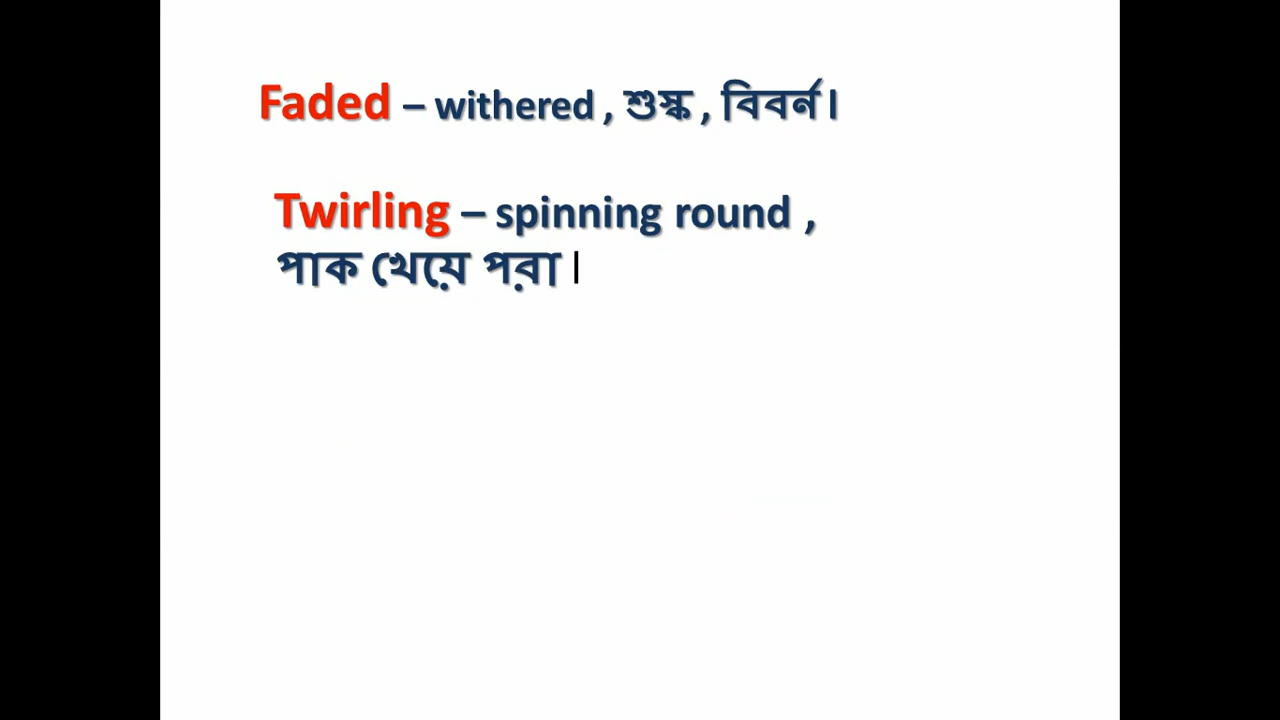 Faded – withered , শুস্ক , বিবর্ন।
Twirling – spinning round ,
পাক খেয়ে পরা।